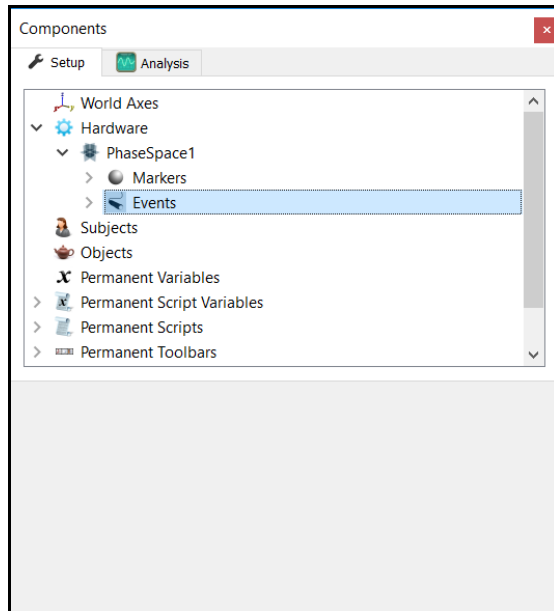 Components
Setup
Analysis
World Axes
Hardware
PhaseSpace1
Markers
Events
Subjects
Objects
x Permanent Variables
Permanent Script Variables
Permanent Scripts
Permanent Toolbars